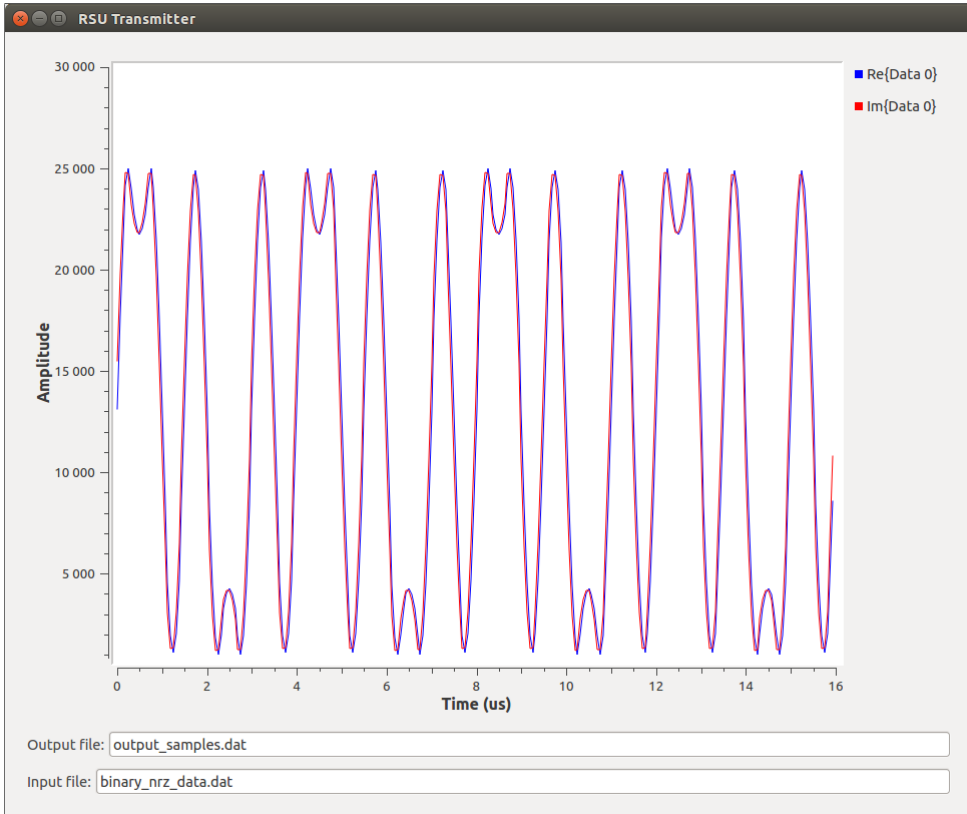 RSU Transmitter
30 000
25 000
20 000
15 000
10 000
5 000
Amplitude
0 2 4 6 8 10 12 14 16
Time (us)
Re{Data 0}
Im{Data 0}
Output file: output_samples.dat
Input file: binary_nrz_data.dat